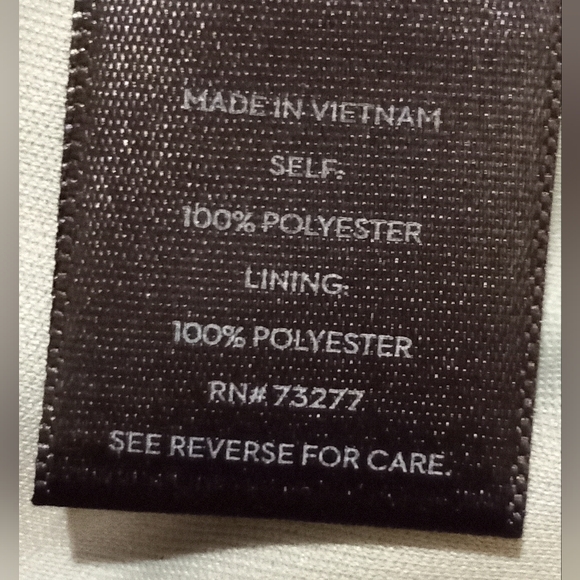 MADE IN VIETNAM
SELF:
100% POLYESTER
LINING:
100% POLYESTER
RN# 73277
SEE REVERSE FOR CARE.